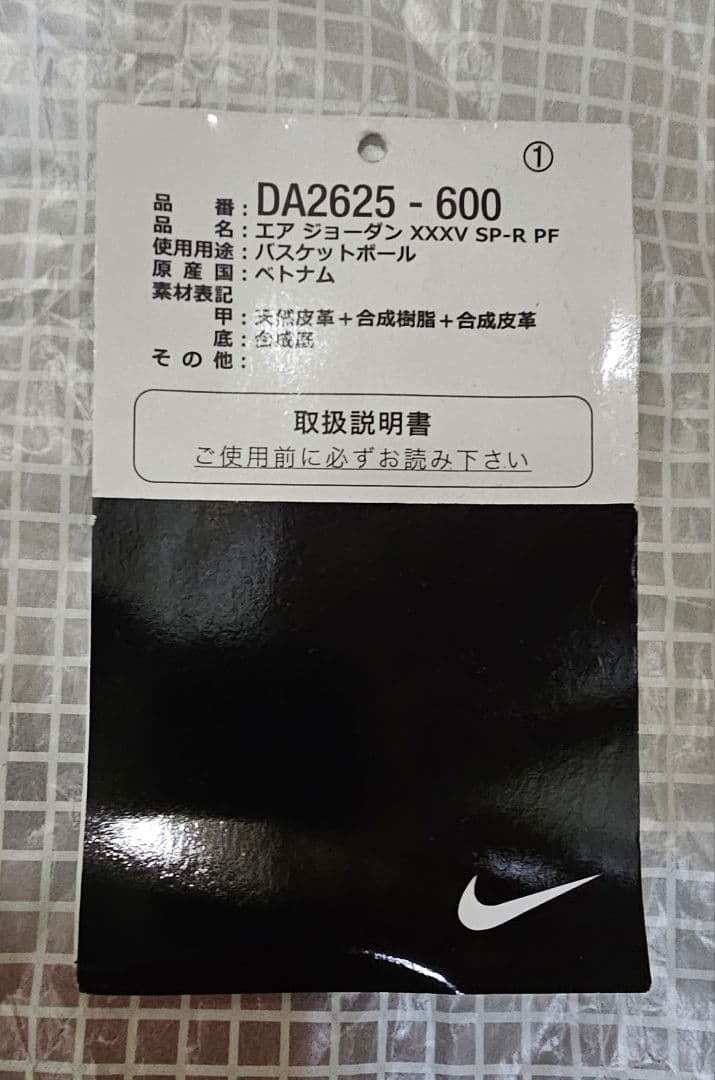 ①
品番：DA2625 - 600
品名：エア ジョーダン XXXV SP-R PF
使用用途：バスケットボール
原産国：ベトナム
素材表記
甲：天然皮革＋合成樹脂＋合成皮革
底：合成底
その他：
取扱説明書
ご使用前に必ずお読み下さい